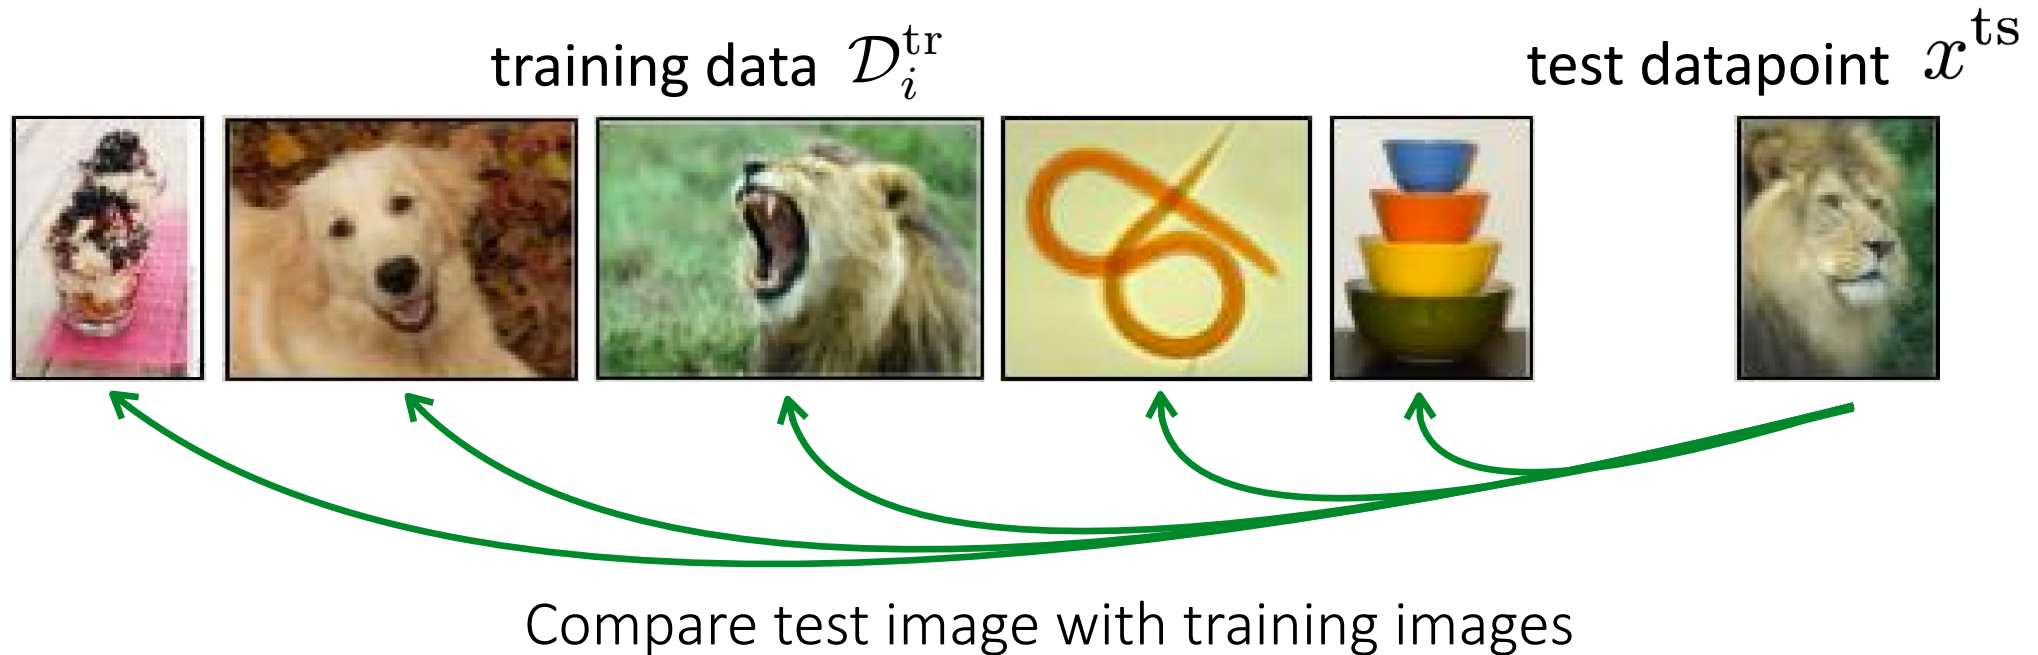 training data $\mathcal{D}_i^{\text{tr}}$
test datapoint $x^{\text{ts}}$
Compare test image with training images